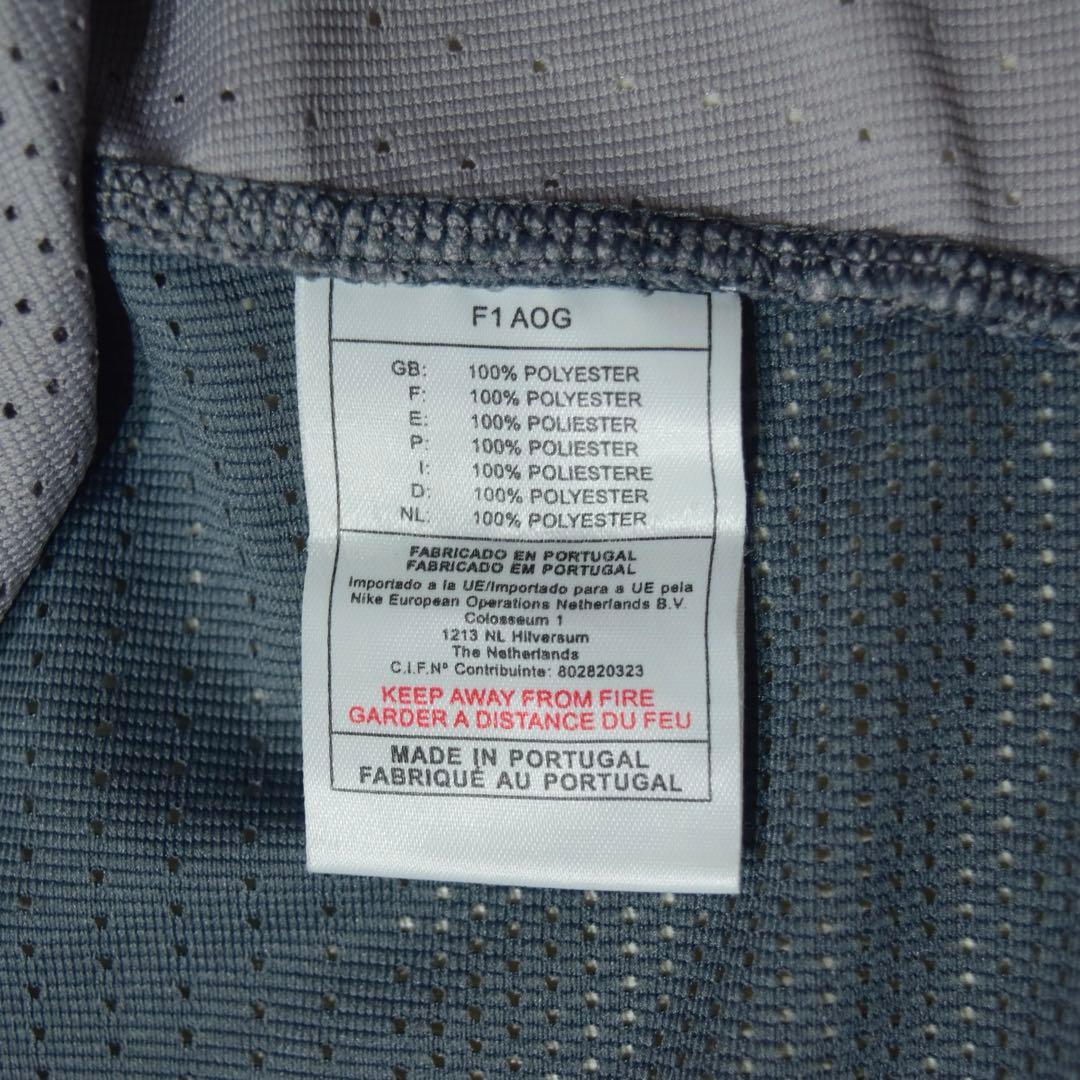 F1 AOG
GB: 100% POLYESTER
F: 100% POLYESTER
E: 100% POLIESTER
P: 100% POLIESTER
I: 100% POLIESTERE
D: 100% POLYESTER
NL: 100% POLYESTER
FABRICADO EN PORTUGAL
FABRICADO EM PORTUGAL
Importado a la UE/Importado para a UE pela
Nike European Operations Netherlands B.V.
Colosseum 1
1213 NL Hilversum
The Netherlands
C.I.F.Nº Contribuinte: 802820323
KEEP AWAY FROM FIRE
GARDER A DISTANCE DU FEU
MADE IN PORTUGAL
FABRIQUÉ AU PORTUGAL